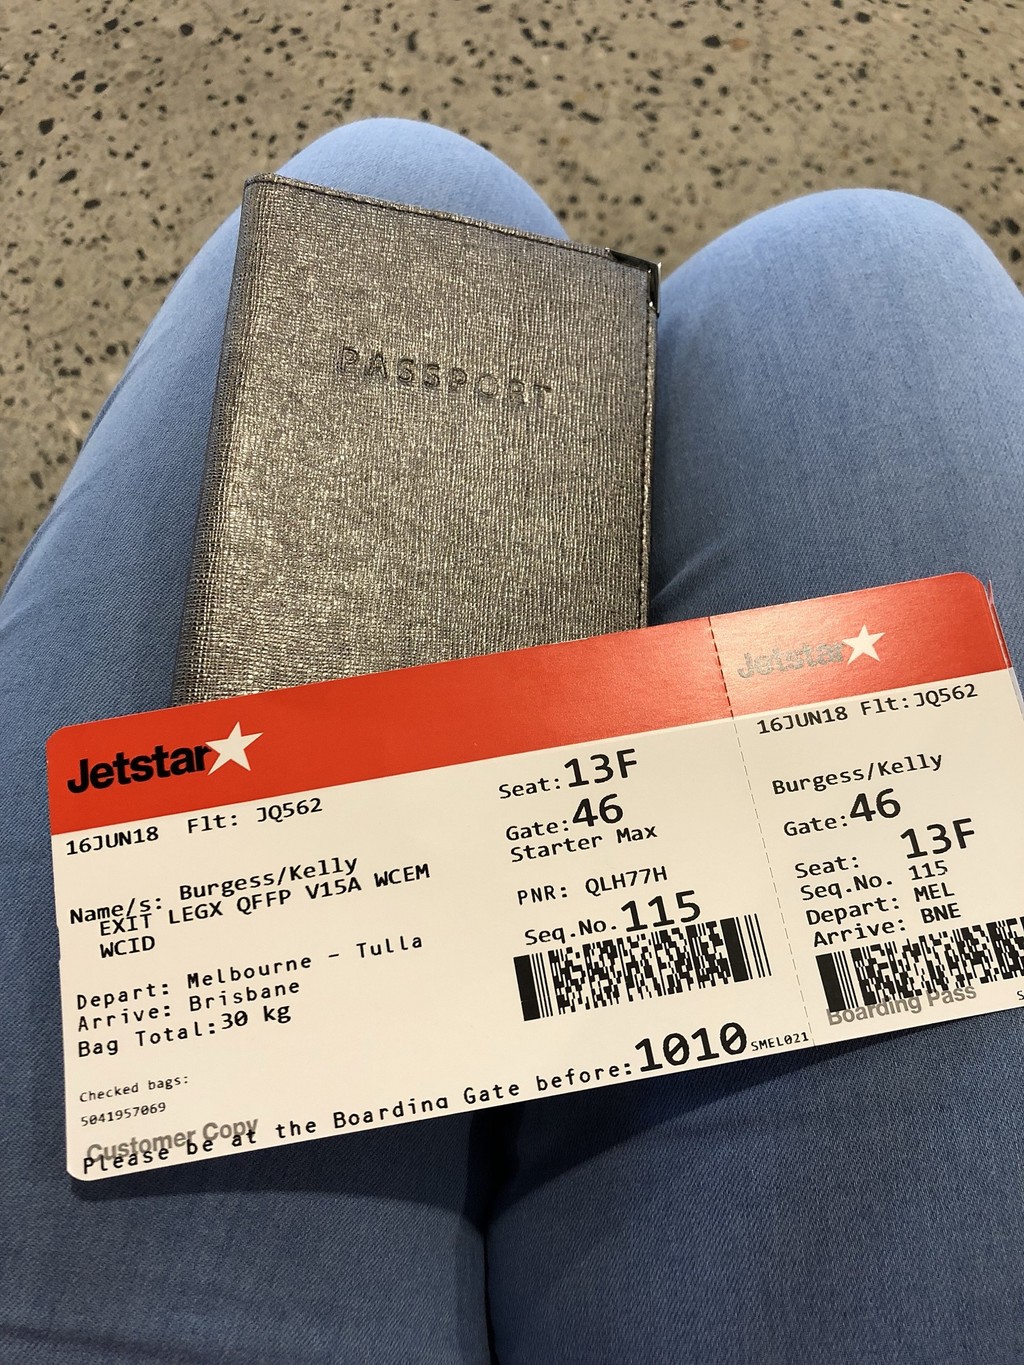 PASSPORT
Jetstar
16JUN18 Flt: JQ562
Name/s: Burgess/Kelly
EXIT LEGX QFFP V15A WCEM
WCID
Depart: Melbourne - Tulla
Arrive: Brisbane
Bag Total:30 kg
Checked bags:
5041957069
Customer Copy
Please be at the Boarding Gate before:1010
SMEL021
Seat:13F
Gate:46
Starter Max
PNR: QLH77H
Seq.No.115
Jetstar
16JUN18 Flt:JQ562
Burgess/Kelly
Gate:46
Seat: 13F
Seq.No. 115
Depart: MEL
Arrive: BNE
Boarding Pass